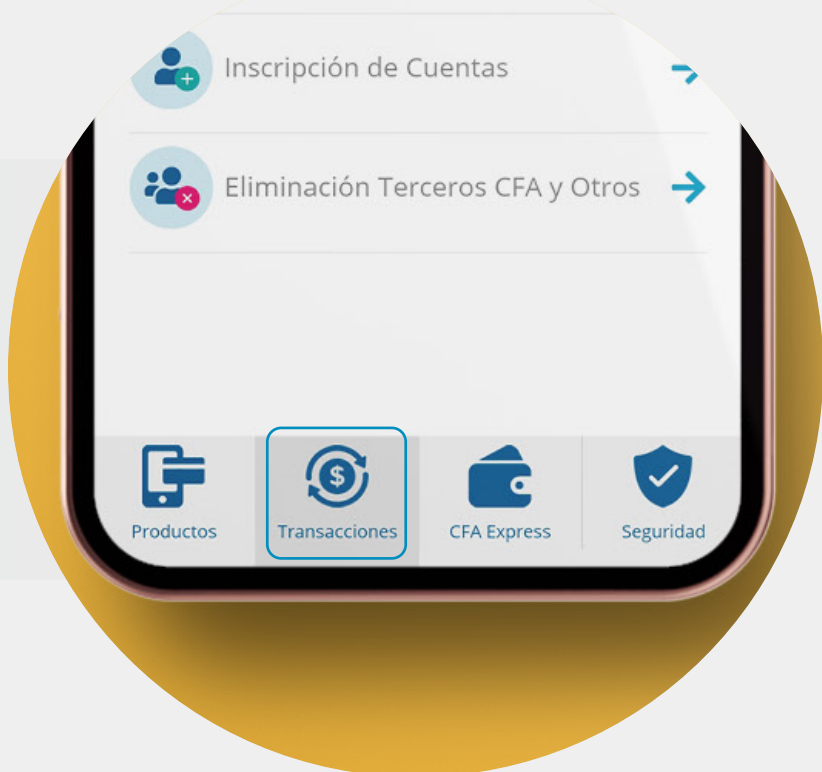 Inscripción de Cuentas
Eliminación Terceros CFA y Otros
$
Productos
Transacciones
CFA Express
Seguridad